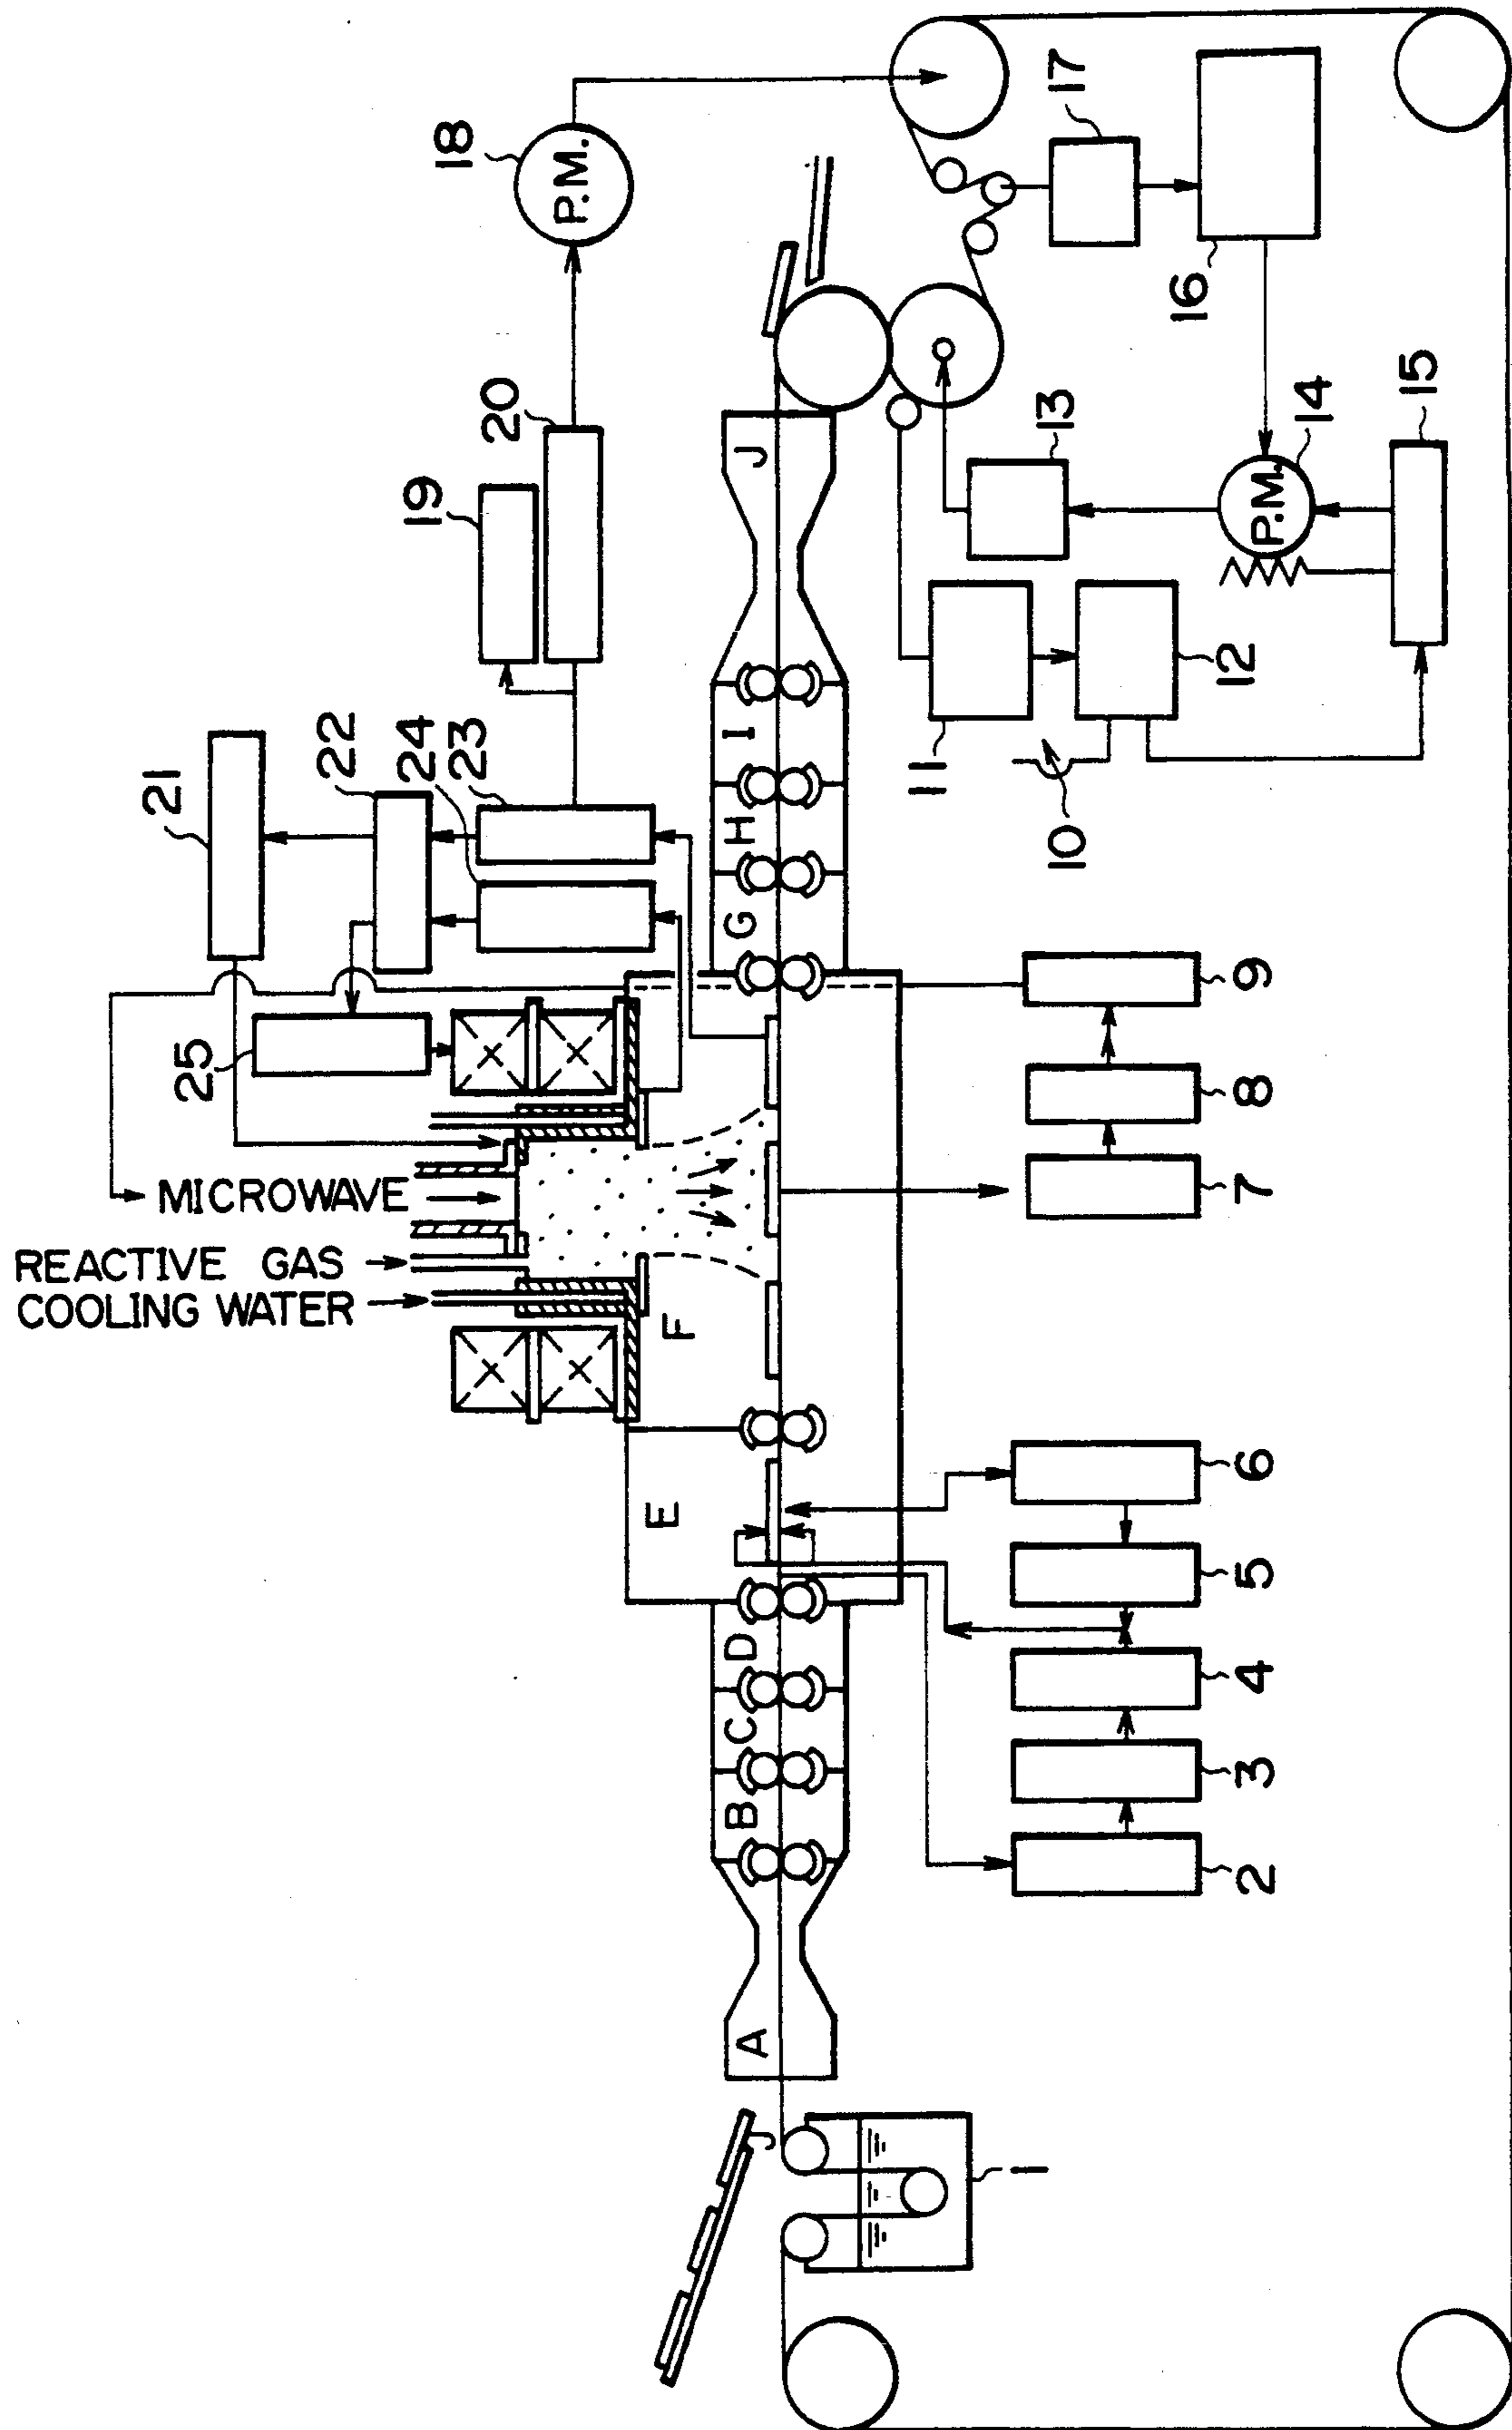 18
P.M.
17
16
20
19
J
13
P.M.
14
15
21
22
24
23
I
H
G
11
12
10
25
MICROWAVE
REACTIVE GAS
COOLING WATER
F
E
9
8
7
6
5
4
3
2
D
C
B
A
1